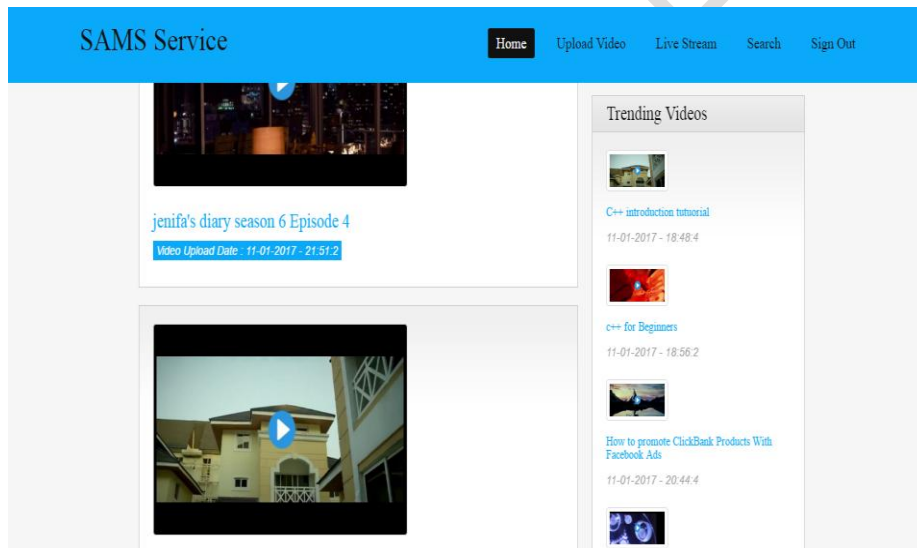 SAMS Service
Home
Upload Video
Live Stream
Search
Sign Out
jenifa's diary season 6 Episode 4
Video Upload Date : 11-01-2017 - 21:51:2
Trending Videos
C++ introduction tutuorial
11-01-2017 - 18:48:4
c++ for Beginners
11-01-2017 - 18:56:2
How to promote ClickBank Products With
Facebook Ads
11-01-2017 - 20:44:4